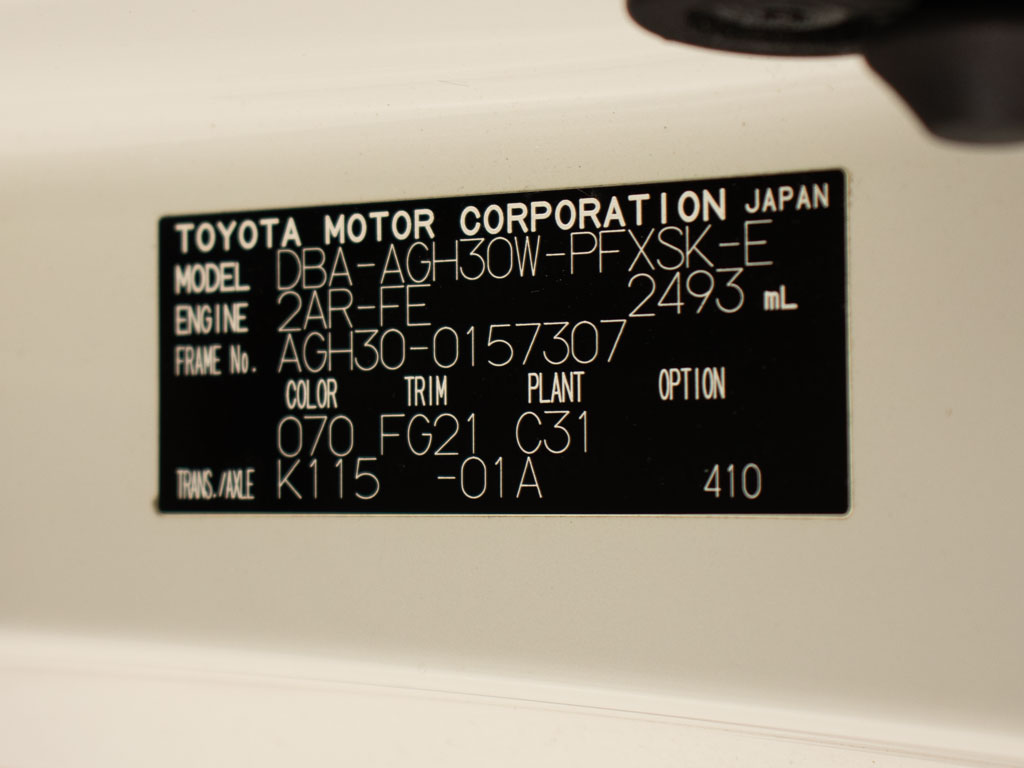 TOYOTA MOTOR CORPORATION JAPAN
MODEL DBA-AGH30W-PFXSK-E
ENGINE 2AR-FE 2493 mL
FRAME No. AGH30-0157307
COLOR TRIM PLANT OPTION
070 FG21 C31
TRANS./AXLE K115 -01A 410